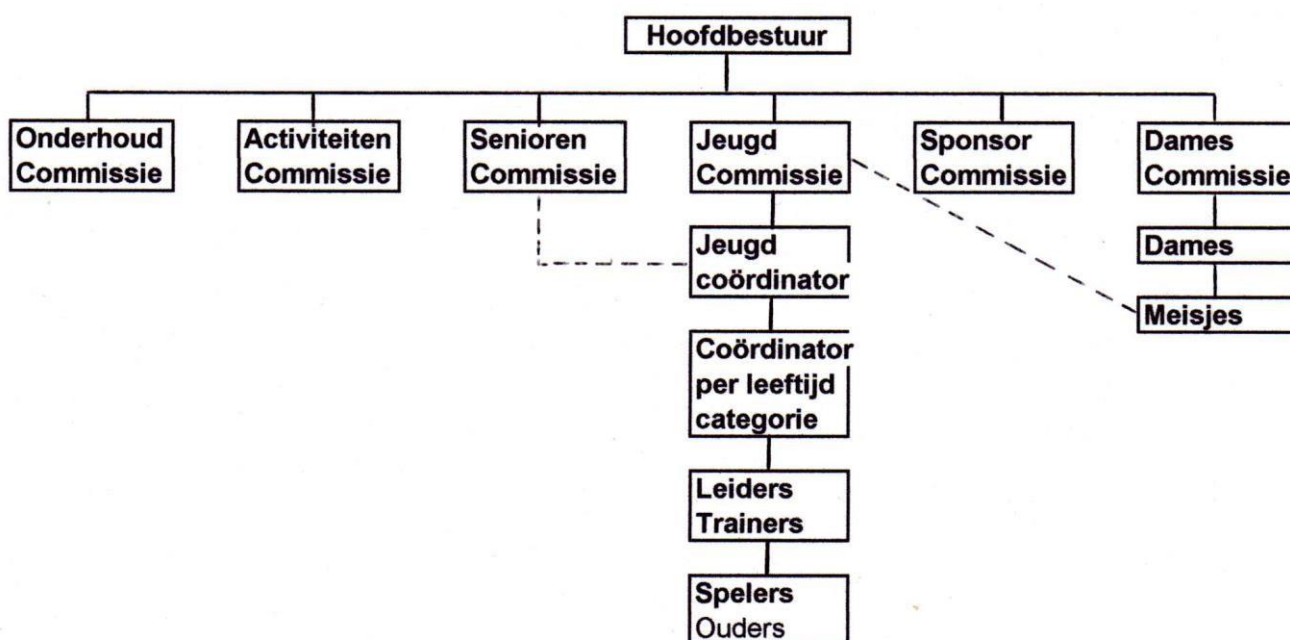 Hoofdbestuur
Onderhoud
Commissie
Activiteiten
Commissie
Senioren
Commissie
Jeugd
Commissie
Sponsor
Commissie
Dames
Commissie
Jeugd
coördinator
Dames
Meisjes
Coördinator
per leeftijd
categorie
Leiders
Trainers
Spelers
Ouders